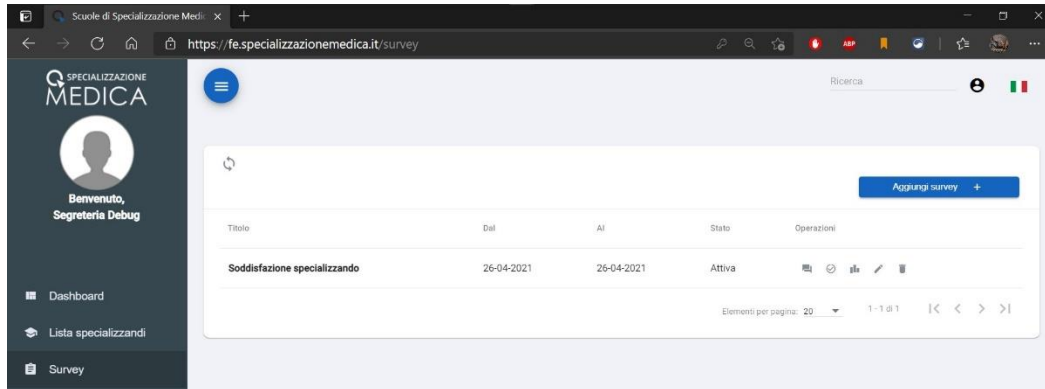 Scuole di Specializzazione Medic
https://fe.specializzazionemedica.it/survey
ABP
SPECIALIZZAZIONE
MEDICA
Ricerca
Benvenuto,
Segreteria Debug
Aggiungi survey +
Titolo Dal Al Stato Operazioni
Soddisfazione specializzando 26-04-2021 26-04-2021 Attiva
Elementi per pagina: 20 1 - 1 di 1
Dashboard
Lista specializzandi
Survey